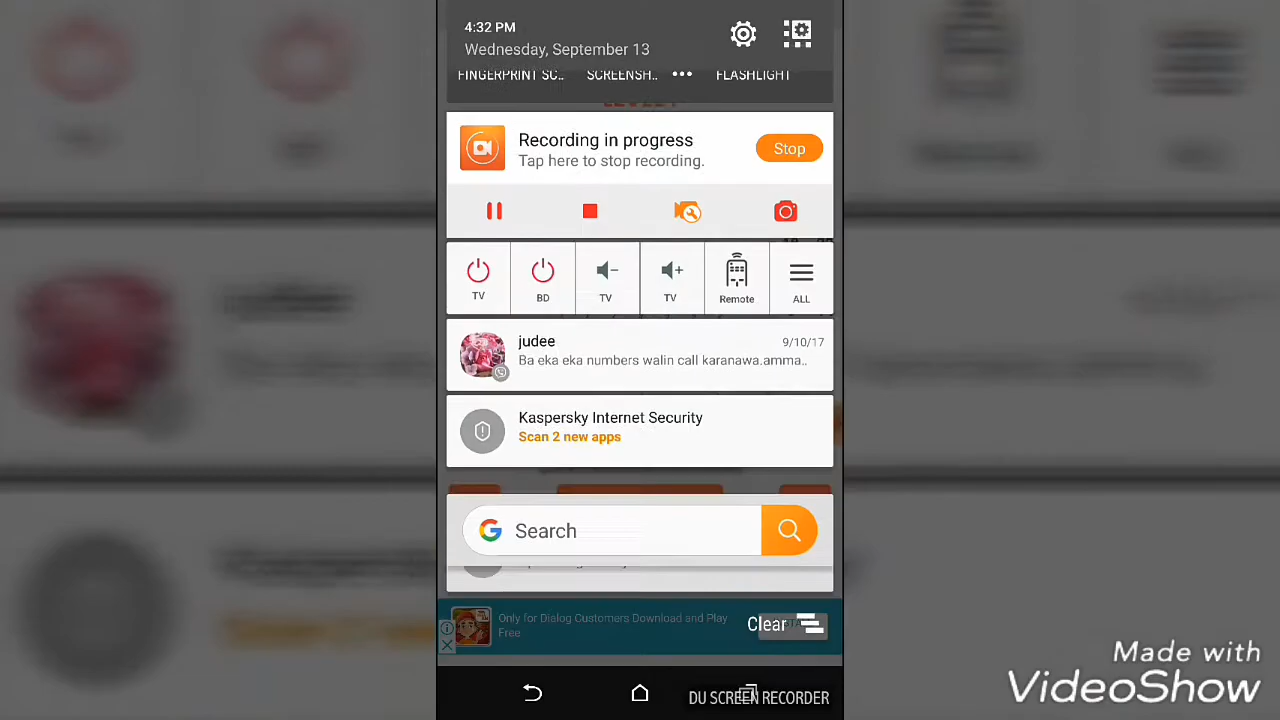 4:32 PM
Wednesday, September 13
FINGERPRINT SC.. SCREENSH.. FLASHLIGHT
Recording in progress
Tap here to stop recording.
Stop
TV BD TV TV Remote ALL
judee 9/10/17
Ba eka eka numbers walin call karanawa.amma..
Kaspersky Internet Security
Scan 2 new apps
Search
Only for Dialog Customers Download and Play
Free
Clear
DU SCREEN RECORDER
Made with
VideoShow